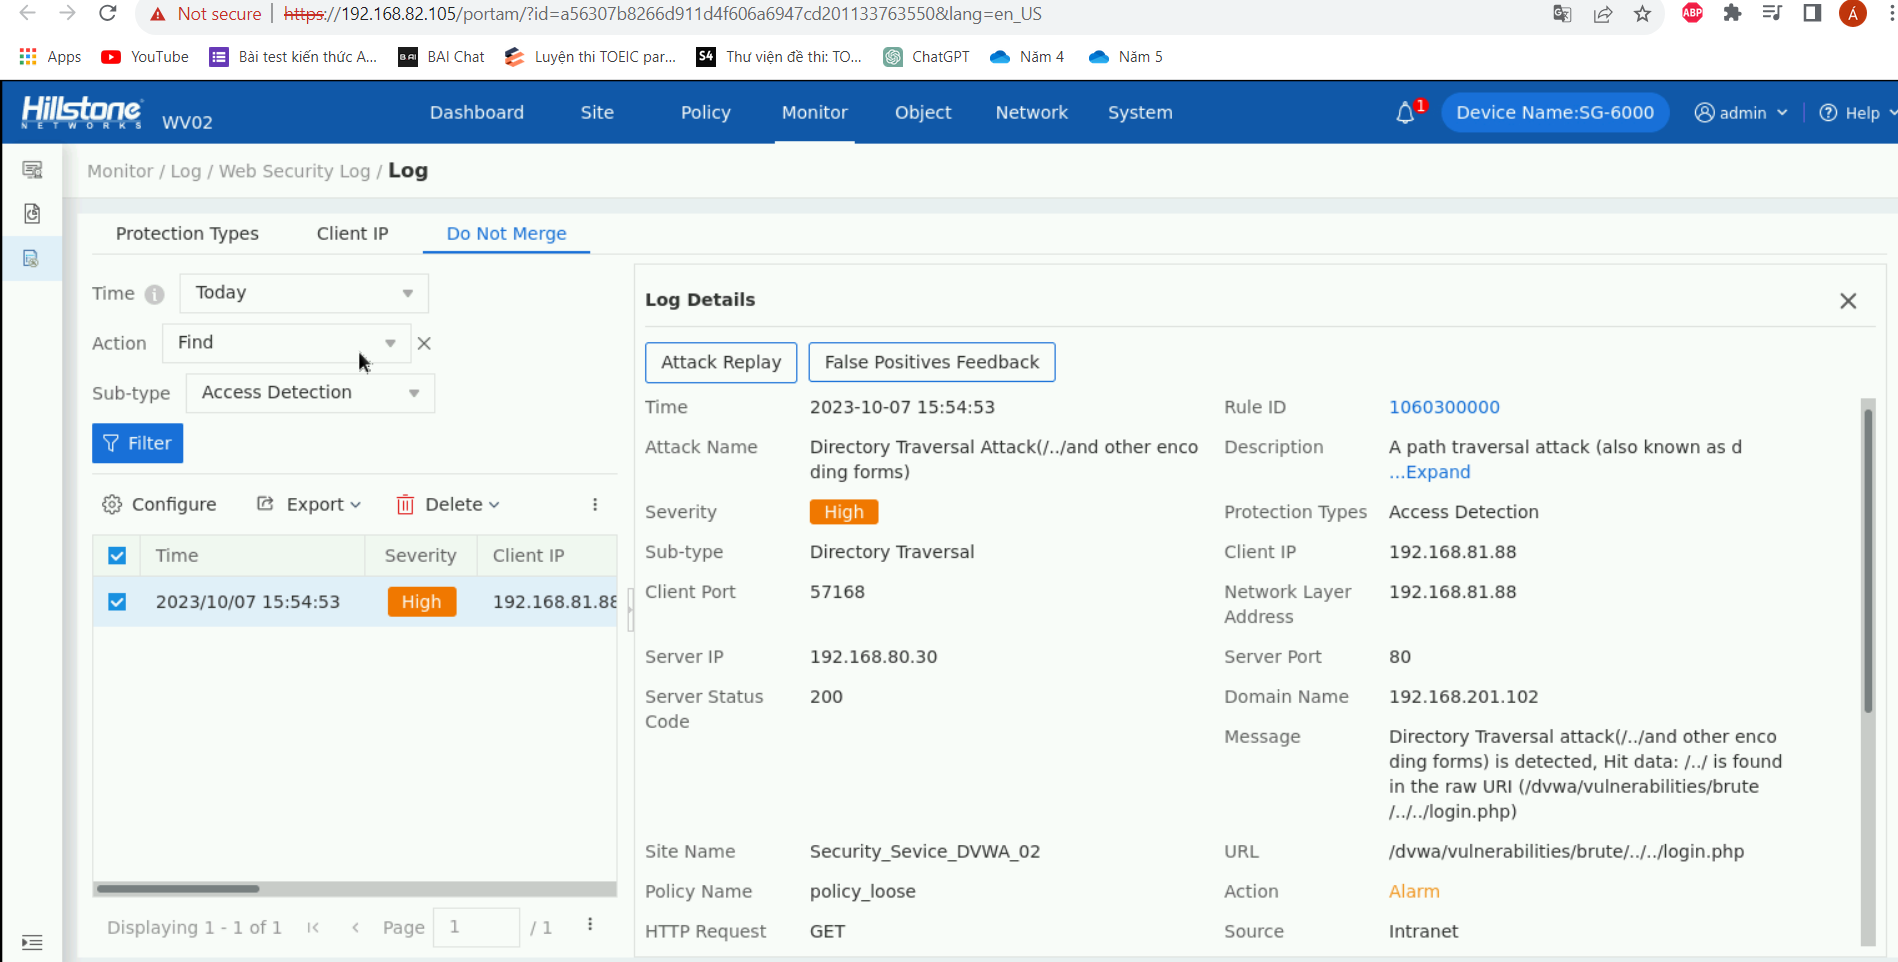 Not secure | https://192.168.82.105/portam/?id=a56307b8266d911d4f606a6947cd201133763550&lang=en_US
ABP
Á
Apps
YouTube
Bài test kiến thức A...
BAI
BAI Chat
Luyện thi TOEIC par...
S4
Thư viện đề thi: TO...
ChatGPT
Năm 4
Năm 5
Hillstone
NETWORKS
WV02
Dashboard
Site
Policy
Monitor
Object
Network
System
1
Device Name:SG-6000
admin
Help
Monitor / Log / Web Security Log / Log
Protection Types
Client IP
Do Not Merge
Time
Today
Action
Find
Sub-type
Access Detection
Filter
Configure
Export
Delete
Time
Severity
Client IP
2023/10/07 15:54:53
High
192.168.81.88
Displaying 1 - 1 of 1
Page
1
/ 1
Log Details
Attack Replay
False Positives Feedback
Time
2023-10-07 15:54:53
Rule ID
1060300000
Attack Name
Directory Traversal Attack(/../and other enco
ding forms)
Description
A path traversal attack (also known as d
...Expand
Severity
High
Protection Types
Access Detection
Sub-type
Directory Traversal
Client IP
192.168.81.88
Client Port
57168
Network Layer
Address
192.168.81.88
Server IP
192.168.80.30
Server Port
80
Server Status
Code
200
Domain Name
192.168.201.102
Message
Directory Traversal attack(/../and other enco
ding forms) is detected, Hit data: /../ is found
in the raw URI (/dvwa/vulnerabilities/brute
/../../login.php)
Site Name
Security_Sevice_DVWA_02
URL
/dvwa/vulnerabilities/brute/../../login.php
Policy Name
policy_loose
Action
Alarm
HTTP Request
GET
Source
Intranet